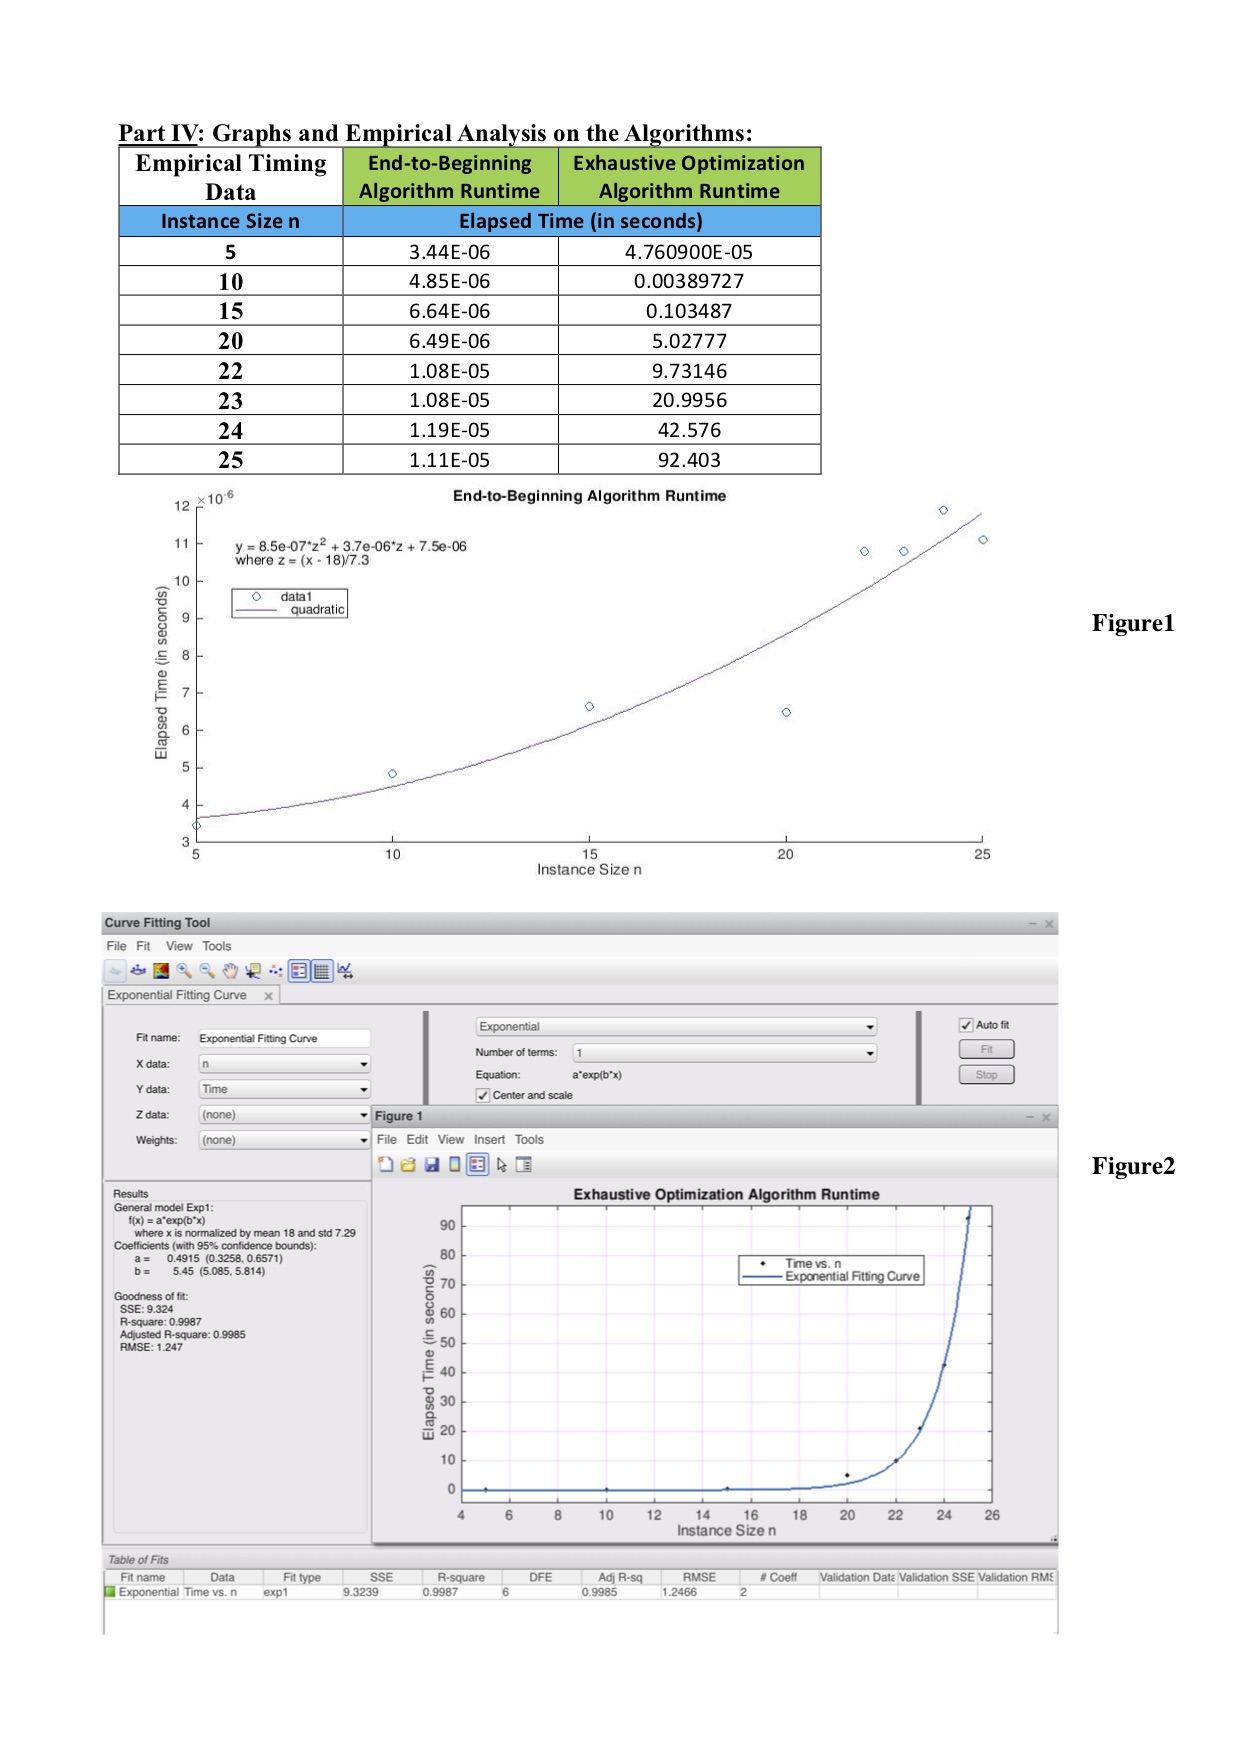 Part IV: Graphs and Empirical Analysis on the Algorithms:
Empirical Timing Data End-to-Beginning Algorithm Runtime Exhaustive Optimization Algorithm Runtime
Instance Size n Elapsed Time (in seconds)
5 3.44E-06 4.760900E-05
10 4.85E-06 0.00389727
15 6.64E-06 0.103487
20 6.49E-06 5.02777
22 1.08E-05 9.73146
23 1.08E-05 20.9956
24 1.19E-05 42.576
25 1.11E-05 92.403
End-to-Beginning Algorithm Runtime
×10-6
12
11
10
9
8
7
6
5
4
3
Elapsed Time (in seconds)
y = 8.5e-07*z2 + 3.7e-06*z + 7.5e-06
where z = (x - 18)/7.3
data1
quadratic
5 10 15 20 25
Instance Size n
Figure1
Curve Fitting Tool
File Fit View Tools
Exponential Fitting Curve
Fit name: Exponential Fitting Curve
X data: n
Y data: Time
Z data: (none)
Weights: (none)
Exponential
Number of terms: 1
Equation: a*exp(b*x)
Center and scale
Auto fit
Fit
Stop
Figure 1
File Edit View Insert Tools
Results
General model Exp1:
f(x) = a*exp(b*x)
where x is normalized by mean 18 and std 7.29
Coefficients (with 95% confidence bounds):
a = 0.4915 (0.3258, 0.6571)
b = 5.45 (5.085, 5.814)
Goodness of fit:
SSE: 9.324
R-square: 0.9987
Adjusted R-square: 0.9985
RMSE: 1.247
Exhaustive Optimization Algorithm Runtime
90
80
70
60
50
40
30
20
10
0
Elapsed Time (in seconds)
Time vs. n
Exponential Fitting Curve
4 6 8 10 12 14 16 18 20 22 24 26
Instance Size n
Figure2
Table of Fits
Fit name Data Fit type SSE R-square DFE Adj R-sq RMSE # Coeff Validation Data Validation SSE Validation RMS
Exponential Time vs. n exp1 9.3239 0.9987 6 0.9985 1.2466 2